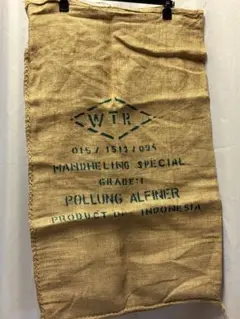 WTR
015 / 1513 / 094
MANDHELING SPECIAL
GRADE 1
POLLUNG ALFINER
PRODUCT OF INDONESIA